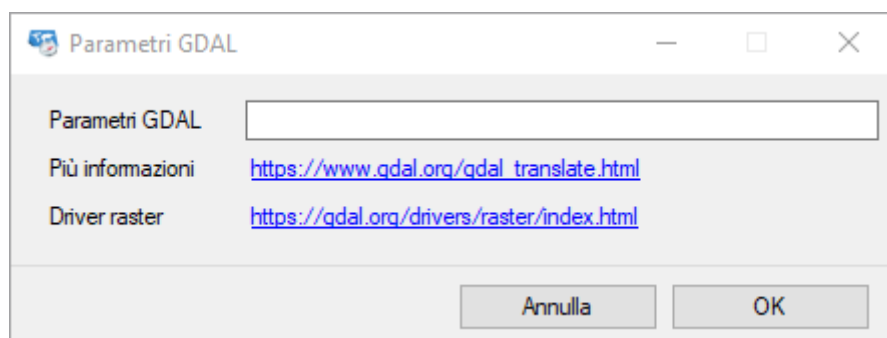 Parametri GDAL
Parametri GDAL
Più informazioni https://www.gdal.org/gdal_translate.html
Driver raster https://gdal.org/drivers/raster/index.html
Annulla OK